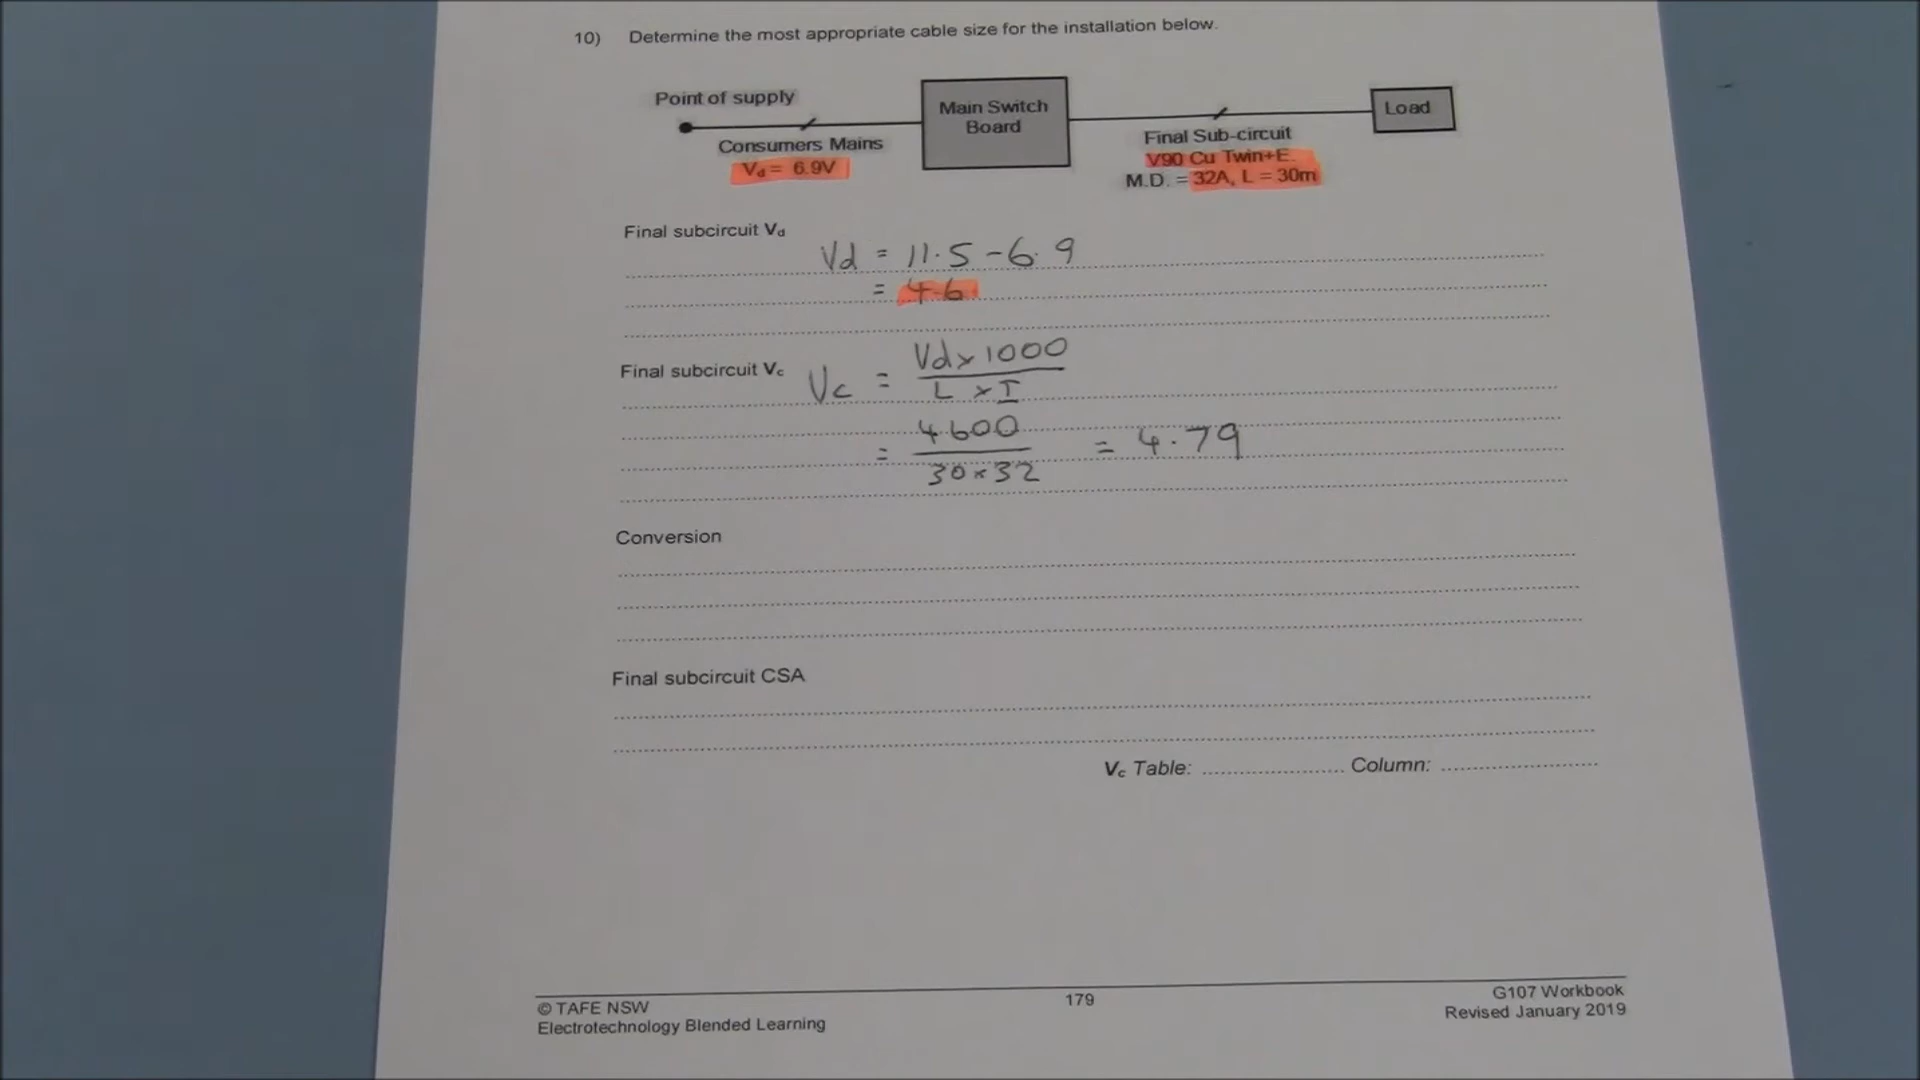 10) Determine the most appropriate cable size for the installation below.
Point of supply
Main Switch
Board
Load
Consumers Mains
Vd = 6.9V
Final Sub-circuit
V90 Cu Twin+E.
M.D. = 32A, L = 30m
Final subcircuit Vd
Vd = 11.5 - 6.9
= 4.6
Final subcircuit Vc
Vc = Vd x 1000
L x I
= 4600
30 x 32
= 4.79
Conversion
Final subcircuit CSA
Vc Table: .......................... Column: ............................
© TAFE NSW
Electrotechnology Blended Learning
179
G107 Workbook
Revised January 2019